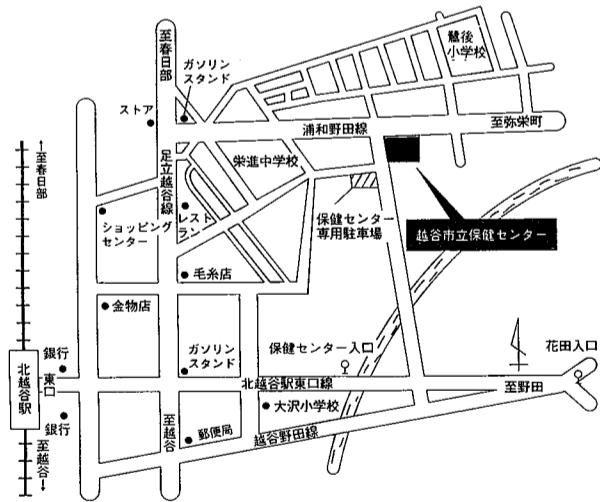 至春日部
ガソリン
スタンド
鷺後
小学校
ストア
浦和野田線
至弥栄町
←至春日部
足立越谷線
栄進中学校
レスト
ラン
ショッピング
センター
保健センター
専用駐車場
越谷市立保健センター
毛糸店
金物店
ガソリン
スタンド
保健センター入口
花田入口
銀行
北越谷駅
東口
北越谷駅東口線
至野田
銀行
至越谷
大沢小学校
郵便局
越谷野田線
至越谷→